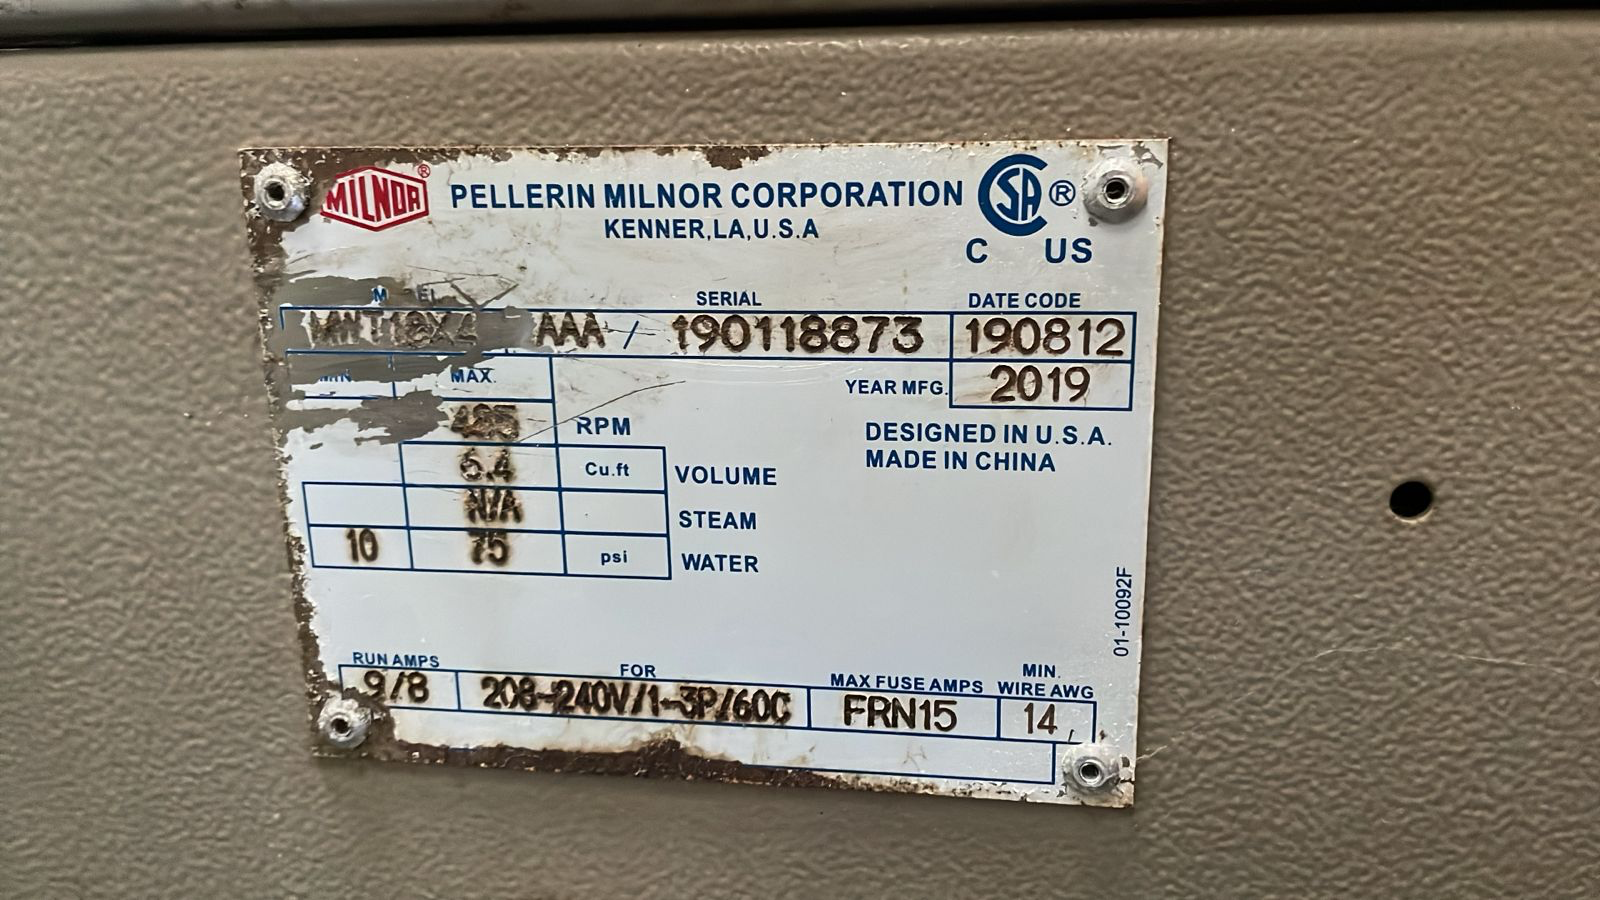 MILNOR®
PELLERIN MILNOR CORPORATION
KENNER,LA,U.S.A
SA ®
C US
SERIAL
DATE CODE
AAA / 190118873
190812
MAX.
YEAR MFG. 2019
RPM
6.4 Cu.ft VOLUME
N/A STEAM
10 75 psi WATER
DESIGNED IN U.S.A.
MADE IN CHINA
01-10092F
RUN AMPS
FOR
MAX FUSE AMPS
MIN.
WIRE AWG
9/8
208-240V/1-3P/60C
FRN15
14